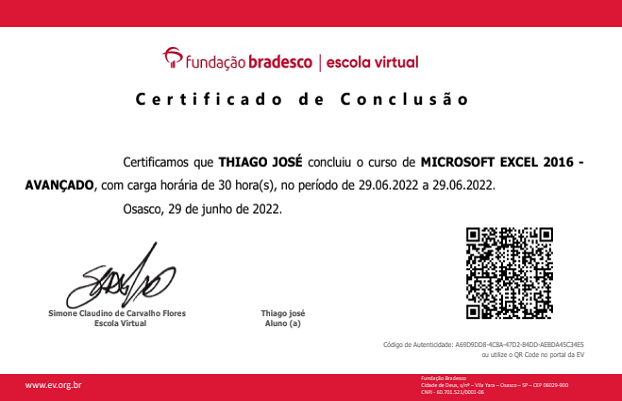 fundação bradesco | escola virtual
Certificado de Conclusão
Certificamos que THIAGO JOSÉ concluiu o curso de MICROSOFT EXCEL 2016 -
AVANÇADO, com carga horária de 30 hora(s), no período de 29.06.2022 a 29.06.2022.
Osasco, 29 de junho de 2022.
Simone Claudino de Carvalho Flores
Escola Virtual
Thiago josé
Aluno (a)
Código de Autenticidade: A69D9DD8-4C8A-47D2-B4DD-AEBDA45C34E5
ou utilize o QR Code no portal da EV
www.ev.org.br
Fundação Bradesco
Cidade de Deus, s/nº – Vila Yara – Osasco – SP – CEP 06029-900
CNPJ - 60.701.521/0001-06